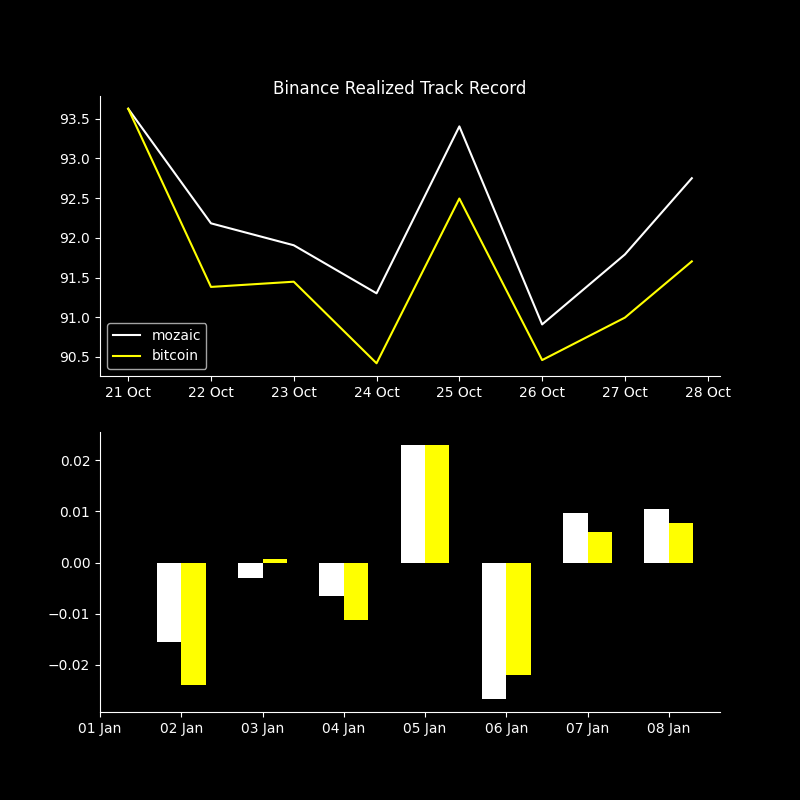 Binance Realized Track Record
93.5
93.0
92.5
92.0
91.5
91.0
90.5
mozaic
bitcoin
21 Oct 22 Oct 23 Oct 24 Oct 25 Oct 26 Oct 27 Oct 28 Oct
0.02
0.01
0.00
−0.01
−0.02
01 Jan 02 Jan 03 Jan 04 Jan 05 Jan 06 Jan 07 Jan 08 Jan